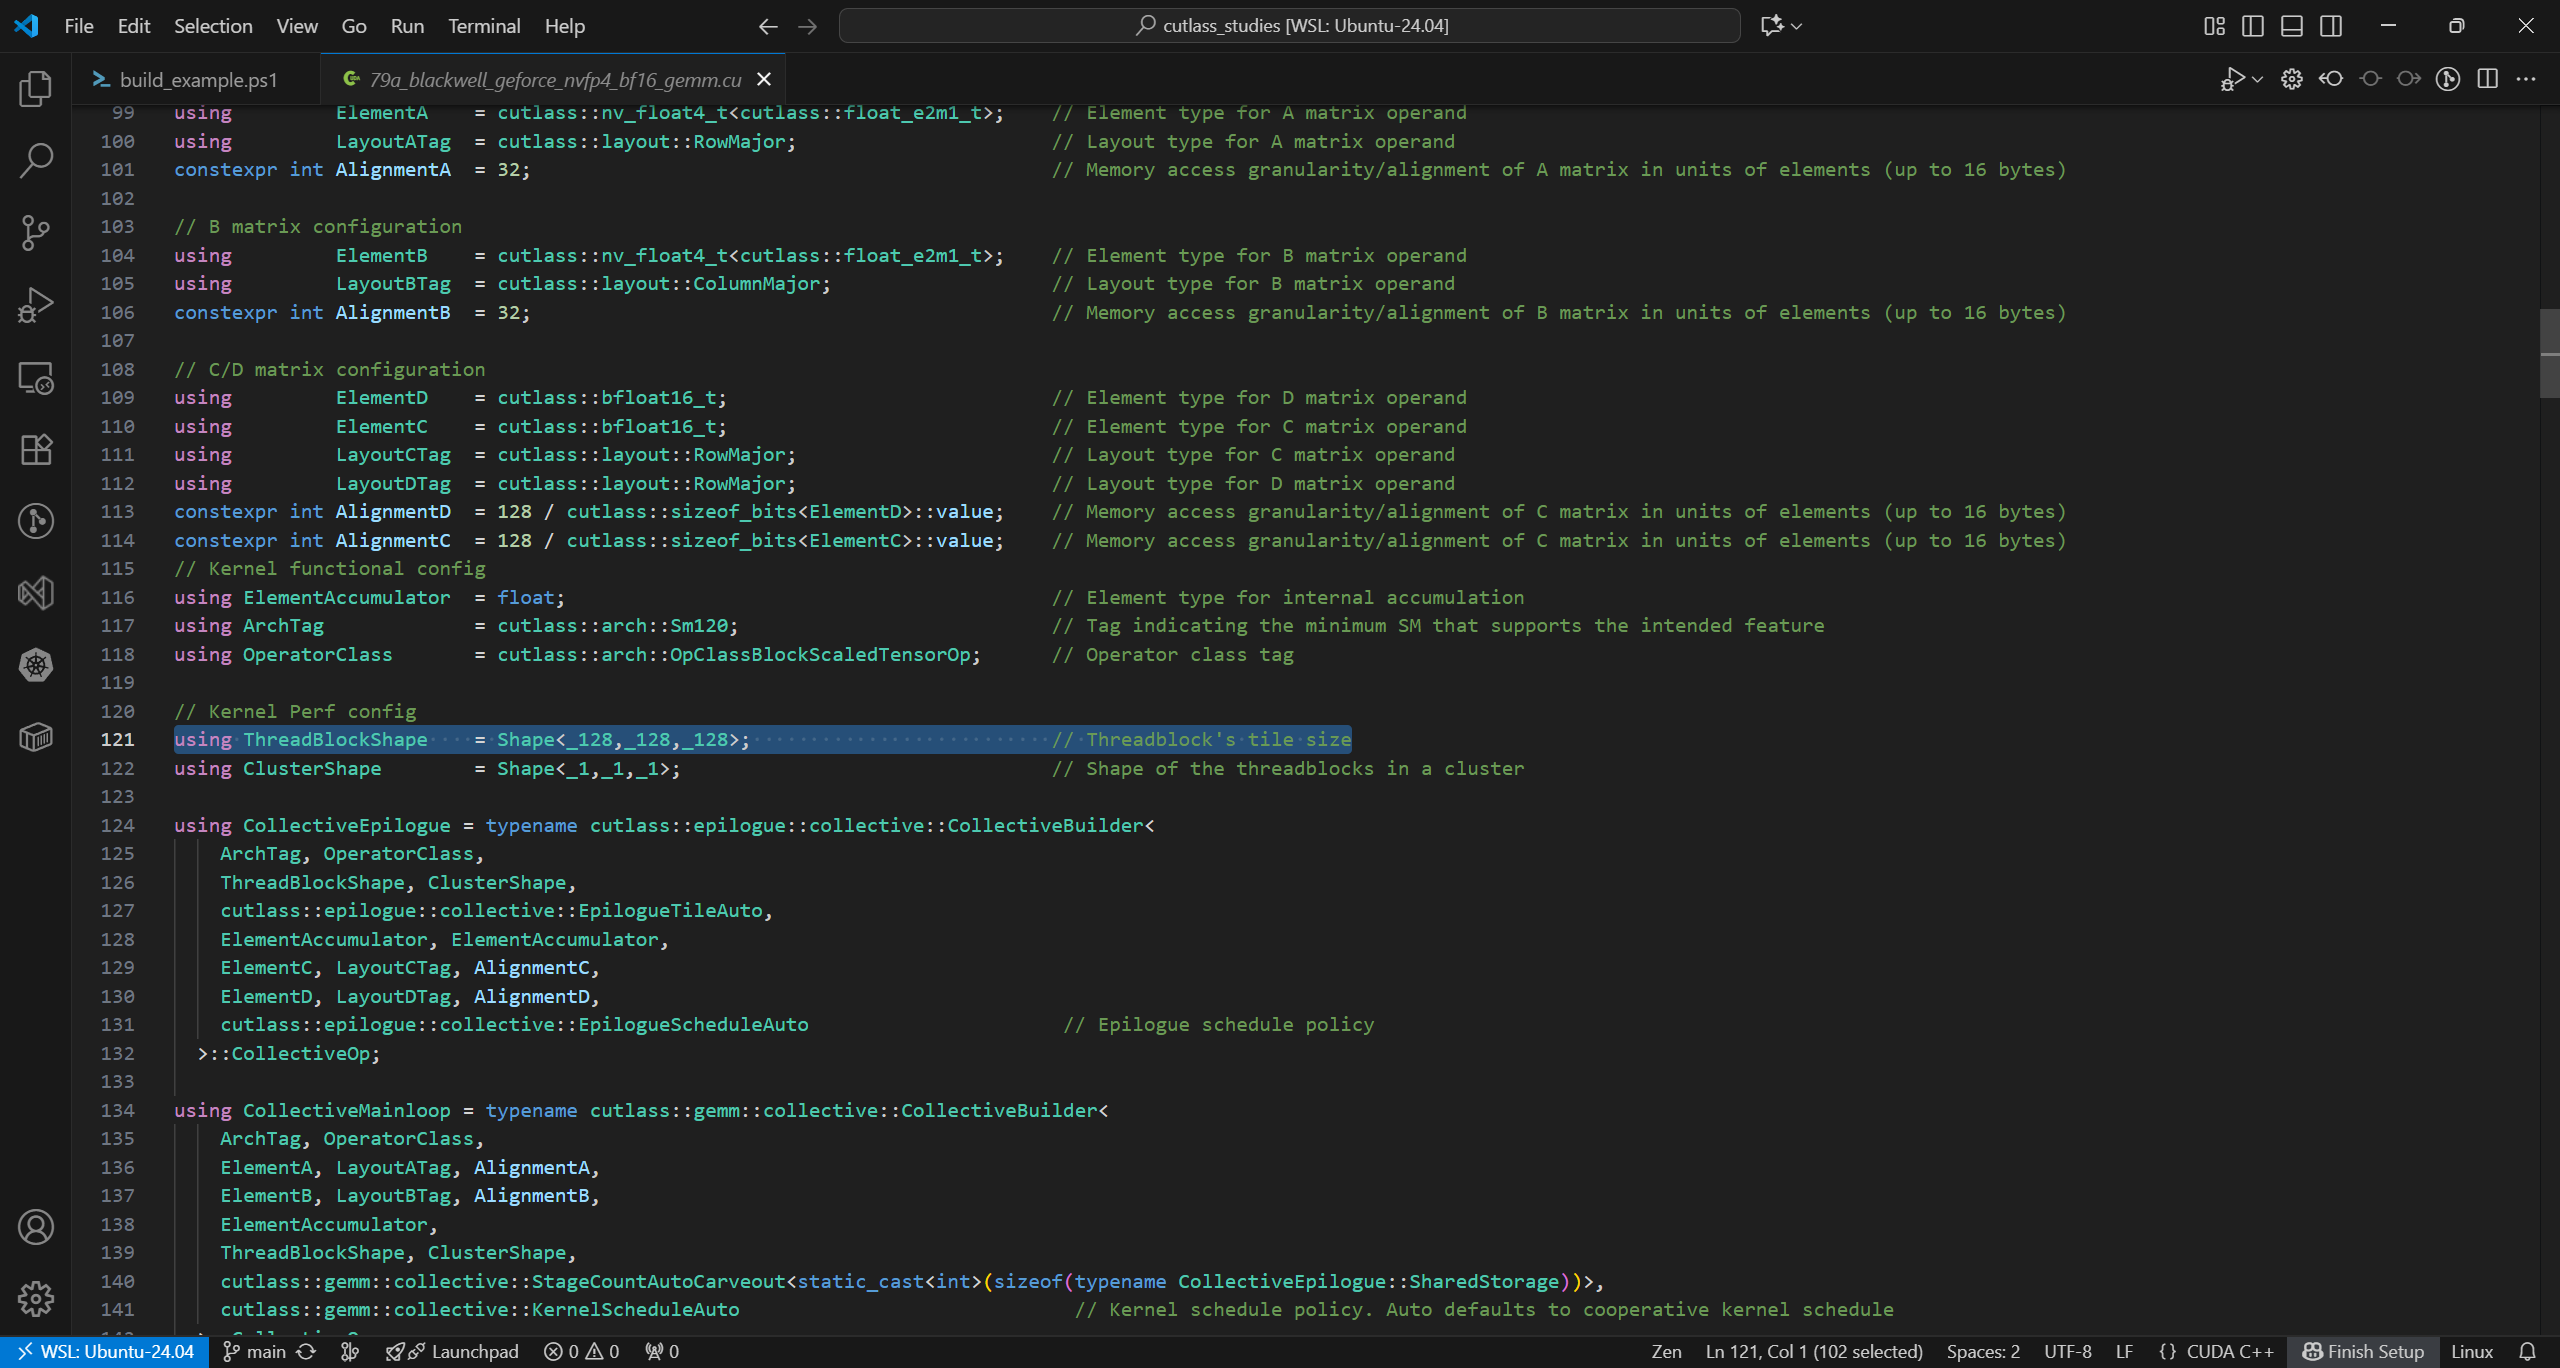 File Edit Selection View Go Run Terminal Help
cutlass_studies [WSL: Ubuntu-24.04]
build_example.ps1
79a_blackwell_geforce_nvfp4_bf16_gemm.cu
99 using ElementA = cutlass::nv_float4_t<cutlass::float_e2m1_t>; // Element type for A matrix operand
100 using LayoutATag = cutlass::layout::RowMajor; // Layout type for A matrix operand
101 constexpr int AlignmentA = 32; // Memory access granularity/alignment of A matrix in units of elements (up to 16 bytes)
102
103 // B matrix configuration
104 using ElementB = cutlass::nv_float4_t<cutlass::float_e2m1_t>; // Element type for B matrix operand
105 using LayoutBTag = cutlass::layout::ColumnMajor; // Layout type for B matrix operand
106 constexpr int AlignmentB = 32; // Memory access granularity/alignment of B matrix in units of elements (up to 16 bytes)
107
108 // C/D matrix configuration
109 using ElementD = cutlass::bfloat16_t; // Element type for D matrix operand
110 using ElementC = cutlass::bfloat16_t; // Element type for C matrix operand
111 using LayoutCTag = cutlass::layout::RowMajor; // Layout type for C matrix operand
112 using LayoutDTag = cutlass::layout::RowMajor; // Layout type for D matrix operand
113 constexpr int AlignmentD = 128 / cutlass::sizeof_bits<ElementD>::value; // Memory access granularity/alignment of C matrix in units of elements (up to 16 bytes)
114 constexpr int AlignmentC = 128 / cutlass::sizeof_bits<ElementC>::value; // Memory access granularity/alignment of C matrix in units of elements (up to 16 bytes)
115 // Kernel functional config
116 using ElementAccumulator = float; // Element type for internal accumulation
117 using ArchTag = cutlass::arch::Sm120; // Tag indicating the minimum SM that supports the intended feature
118 using OperatorClass = cutlass::arch::OpClassBlockScaledTensorOp; // Operator class tag
119
120 // Kernel Perf config
121 using ThreadBlockShape = Shape<_128,_128,_128>; // Threadblock's tile size
122 using ClusterShape = Shape<_1,_1,_1>; // Shape of the threadblocks in a cluster
123
124 using CollectiveEpilogue = typename cutlass::epilogue::collective::CollectiveBuilder<
125 ArchTag, OperatorClass,
126 ThreadBlockShape, ClusterShape,
127 cutlass::epilogue::collective::EpilogueTileAuto,
128 ElementAccumulator, ElementAccumulator,
129 ElementC, LayoutCTag, AlignmentC,
130 ElementD, LayoutDTag, AlignmentD,
131 cutlass::epilogue::collective::EpilogueScheduleAuto // Epilogue schedule policy
132 >::CollectiveOp;
133
134 using CollectiveMainloop = typename cutlass::gemm::collective::CollectiveBuilder<
135 ArchTag, OperatorClass,
136 ElementA, LayoutATag, AlignmentA,
137 ElementB, LayoutBTag, AlignmentB,
138 ElementAccumulator,
139 ThreadBlockShape, ClusterShape,
140 cutlass::gemm::collective::StageCountAutoCarveout<static_cast<int>(sizeof(typename CollectiveEpilogue::SharedStorage))>,
141 cutlass::gemm::collective::KernelScheduleAuto // Kernel schedule policy. Auto defaults to cooperative kernel schedule
WSL: Ubuntu-24.04 main Launchpad 0 0 0 Zen Ln 121, Col 1 (102 selected) Spaces: 2 UTF-8 LF {} CUDA C++ Finish Setup Linux